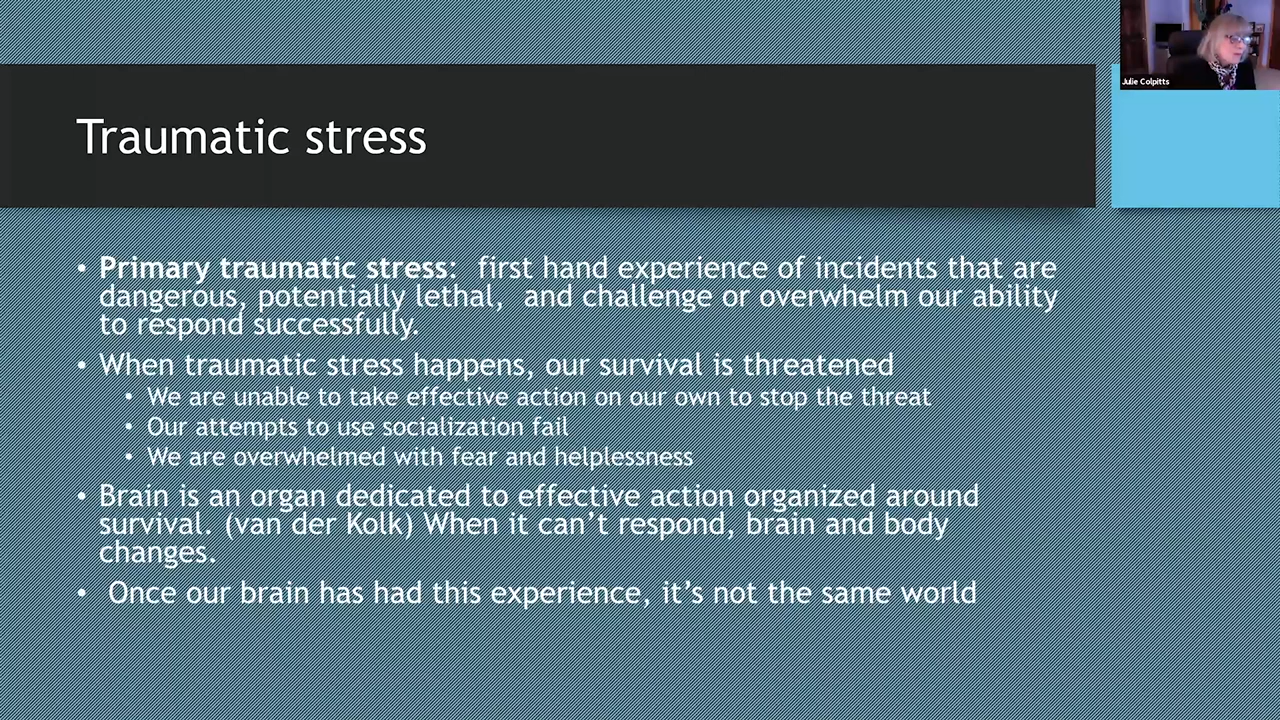 Julie Colpitts
Traumatic stress
• Primary traumatic stress: first hand experience of incidents that are
dangerous, potentially lethal, and challenge or overwhelm our ability
to respond successfully.
• When traumatic stress happens, our survival is threatened
• We are unable to take effective action on our own to stop the threat
• Our attempts to use socialization fail
• We are overwhelmed with fear and helplessness
• Brain is an organ dedicated to effective action organized around
survival. (van der Kolk) When it can’t respond, brain and body
changes.
• Once our brain has had this experience, it’s not the same world